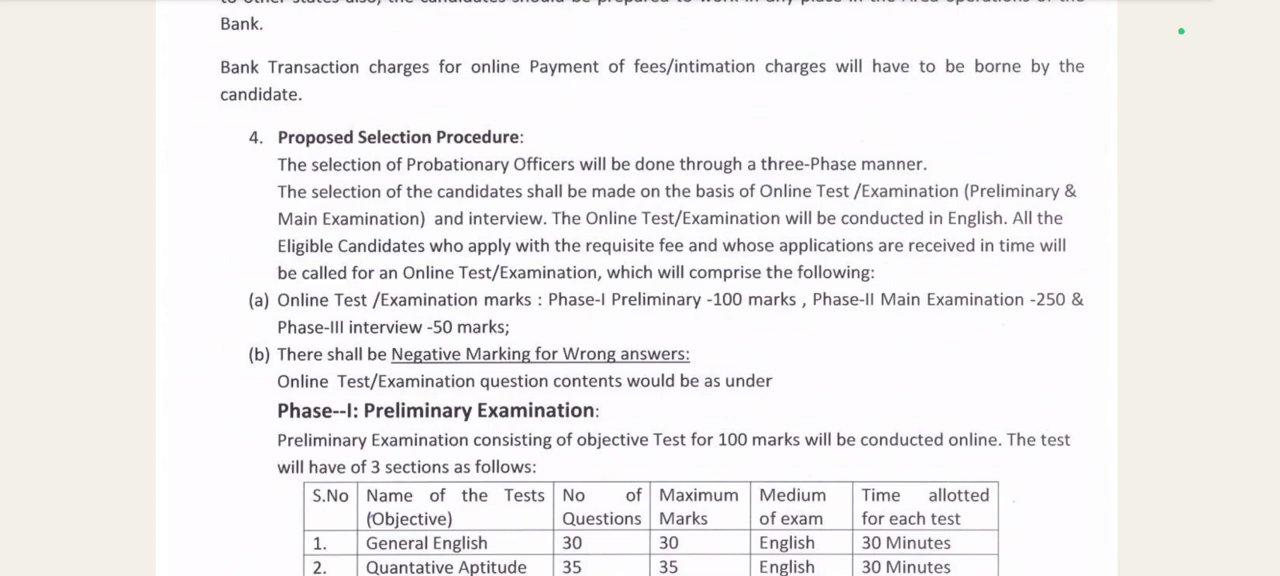 Bank.
Bank Transaction charges for online Payment of fees/intimation charges will have to be borne by the
candidate.
4. Proposed Selection Procedure:
The selection of Probationary Officers will be done through a three-Phase manner.
The selection of the candidates shall be made on the basis of Online Test /Examination (Preliminary &
Main Examination) and interview. The Online Test/Examination will be conducted in English. All the
Eligible Candidates who apply with the requisite fee and whose applications are received in time will
be called for an Online Test/Examination, which will comprise the following:
(a) Online Test /Examination marks : Phase-I Preliminary -100 marks , Phase-II Main Examination -250 &
Phase-III interview -50 marks;
(b) There shall be Negative Marking for Wrong answers:
Online Test/Examination question contents would be as under
Phase--I: Preliminary Examination:
Preliminary Examination consisting of objective Test for 100 marks will be conducted online. The test
will have of 3 sections as follows:
S.No Name of the Tests No of Maximum Medium Time allotted
(Objective) Questions Marks of exam for each test
1. General English 30 30 English 30 Minutes
2. Quantative Aptitude 35 35 English 30 Minutes